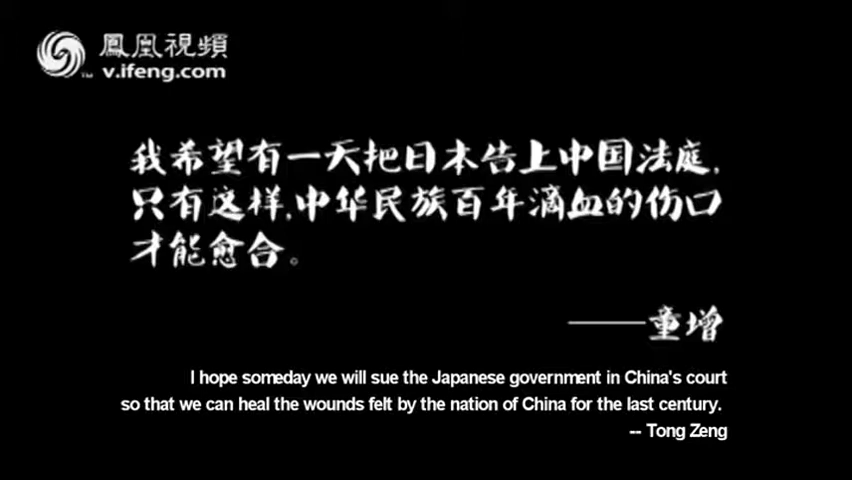 鳳凰視頻
v.ifeng.com
我希望有一天把日本告上中国法庭,
只有这样,中华民族百年滴血的伤口
才能愈合。
——童增
I hope someday we will sue the Japanese government in China's court
so that we can heal the wounds felt by the nation of China for the last century.
-- Tong Zeng